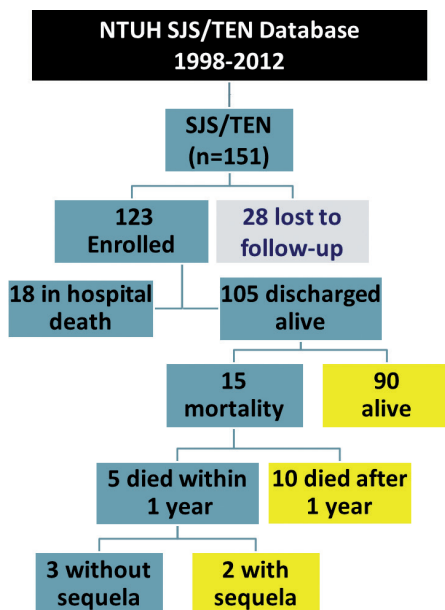 NTUH SJS/TEN Database
1998-2012
SJS/TEN
(n=151)
123
Enrolled
28 lost to
follow-up
18 in hospital
death
105 discharged
alive
15
mortality
90
alive
5 died within
1 year
10 died after
1 year
3 without
sequela
2 with
sequela